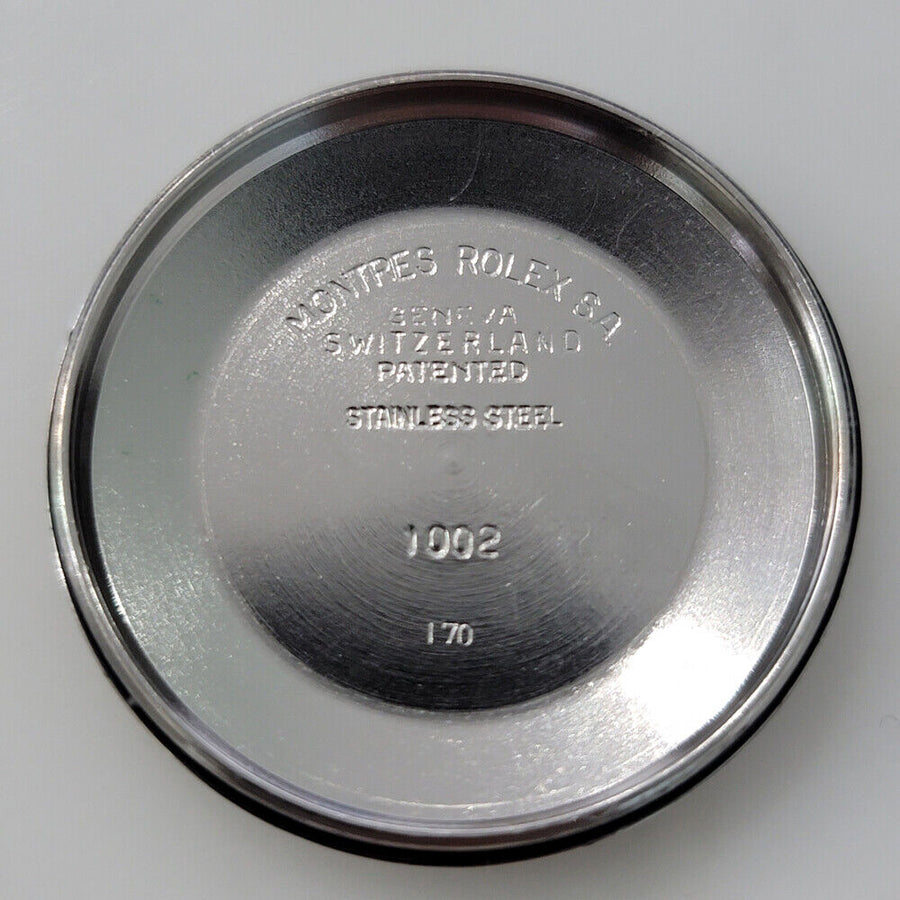 MONTRES ROLEX SA
GENEVA
SWITZERLAND
PATENTED
STAINLESS STEEL
1002
I 70